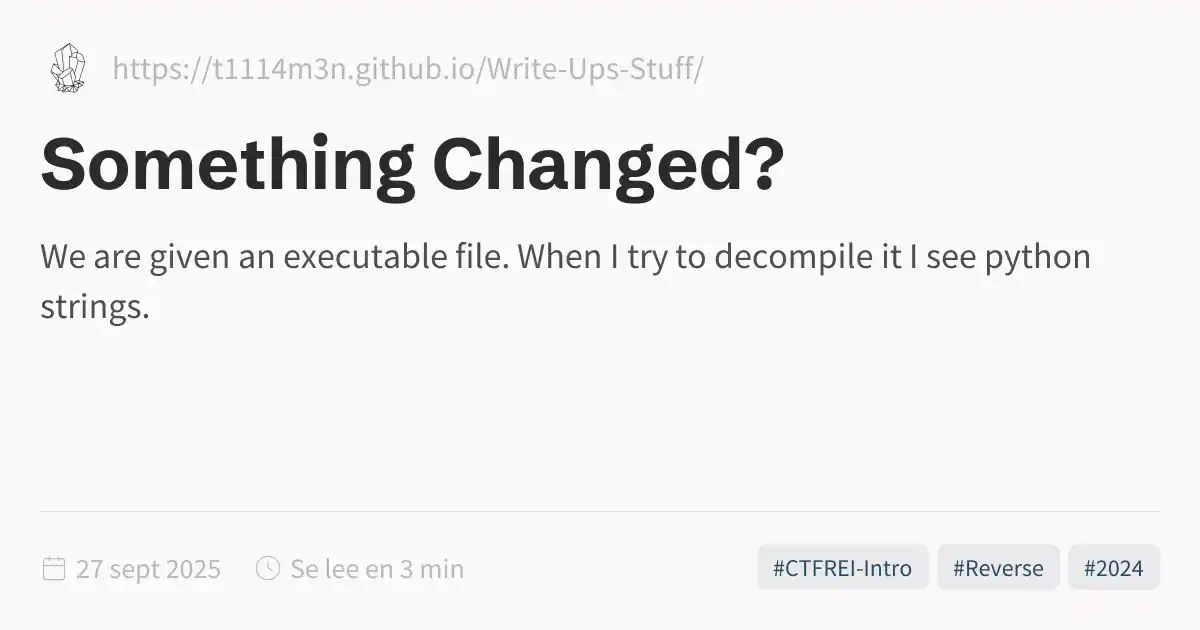 https://t1114m3n.github.io/Write-Ups-Stuff/
Something Changed?
We are given an executable file. When I try to decompile it I see python
strings.
27 sept 2025
Se lee en 3 min
#CTFREI-Intro
#Reverse
#2024